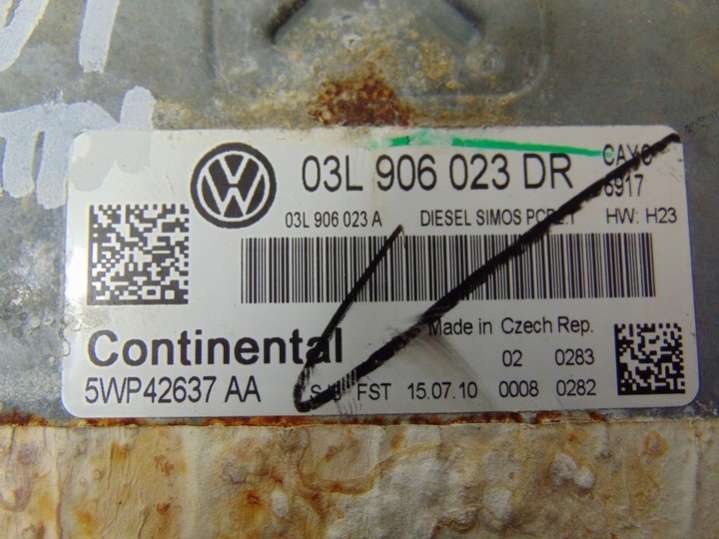 03L 906 023 DR CAYC
6917
03L 906 023 A DIESEL SIMOS PCR2.1 HW: H23
Continental Made in Czech Rep.
02 0283
5WP42637 AA FST 15.07.10 0008 0282